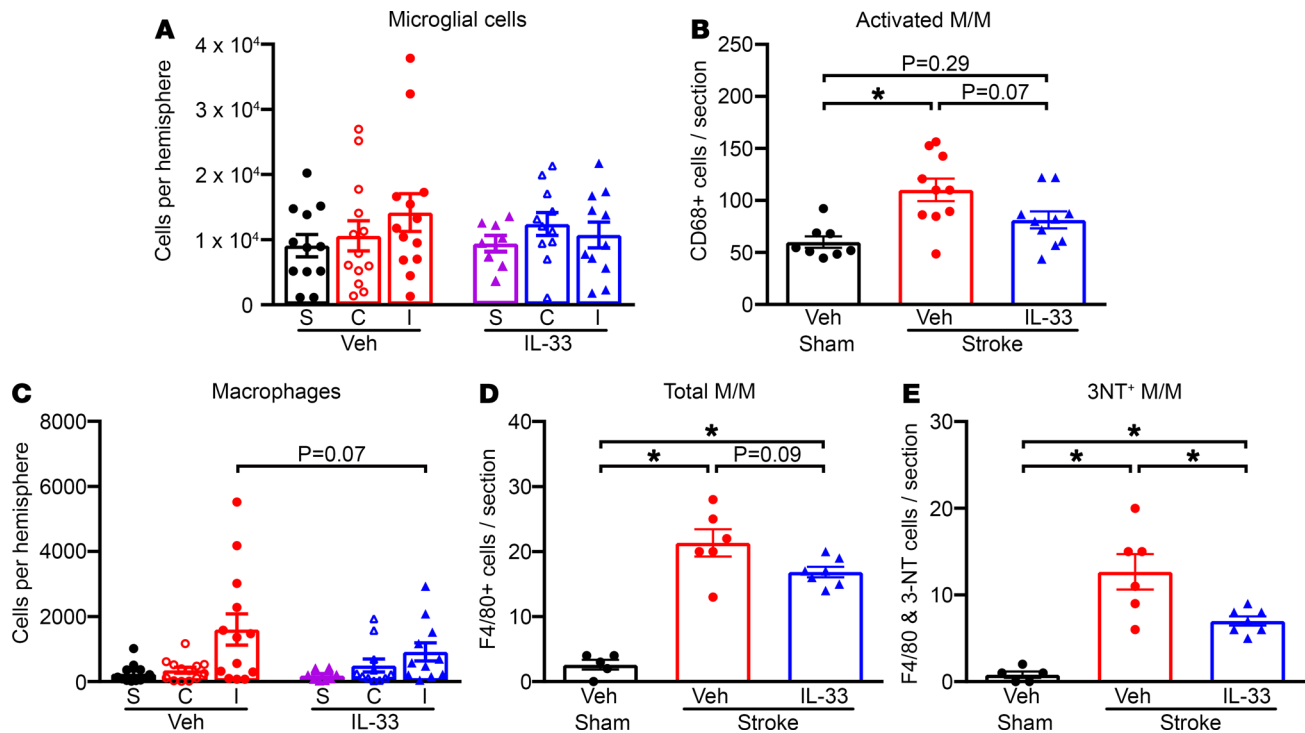 A
Microglial cells
Cells per hemisphere
4 x 10⁴
3 x 10⁴
2 x 10⁴
1 x 10⁴
0
S C I S C I
Veh IL-33
B
Activated M/M
CD68+ cells / section
250
200
150
100
50
0
P=0.29
* P=0.07
Veh Veh IL-33
Sham Stroke
C
Macrophages
Cells per hemisphere
8000
6000
4000
2000
0
P=0.07
S C I S C I
Veh IL-33
D
Total M/M
F4/80+ cells / section
40
30
20
10
0
*
* P=0.09
Veh Veh IL-33
Sham Stroke
E
3NT⁺ M/M
F4/80 & 3-NT cells / section
30
20
10
0
*
* *
Veh Veh IL-33
Sham Stroke